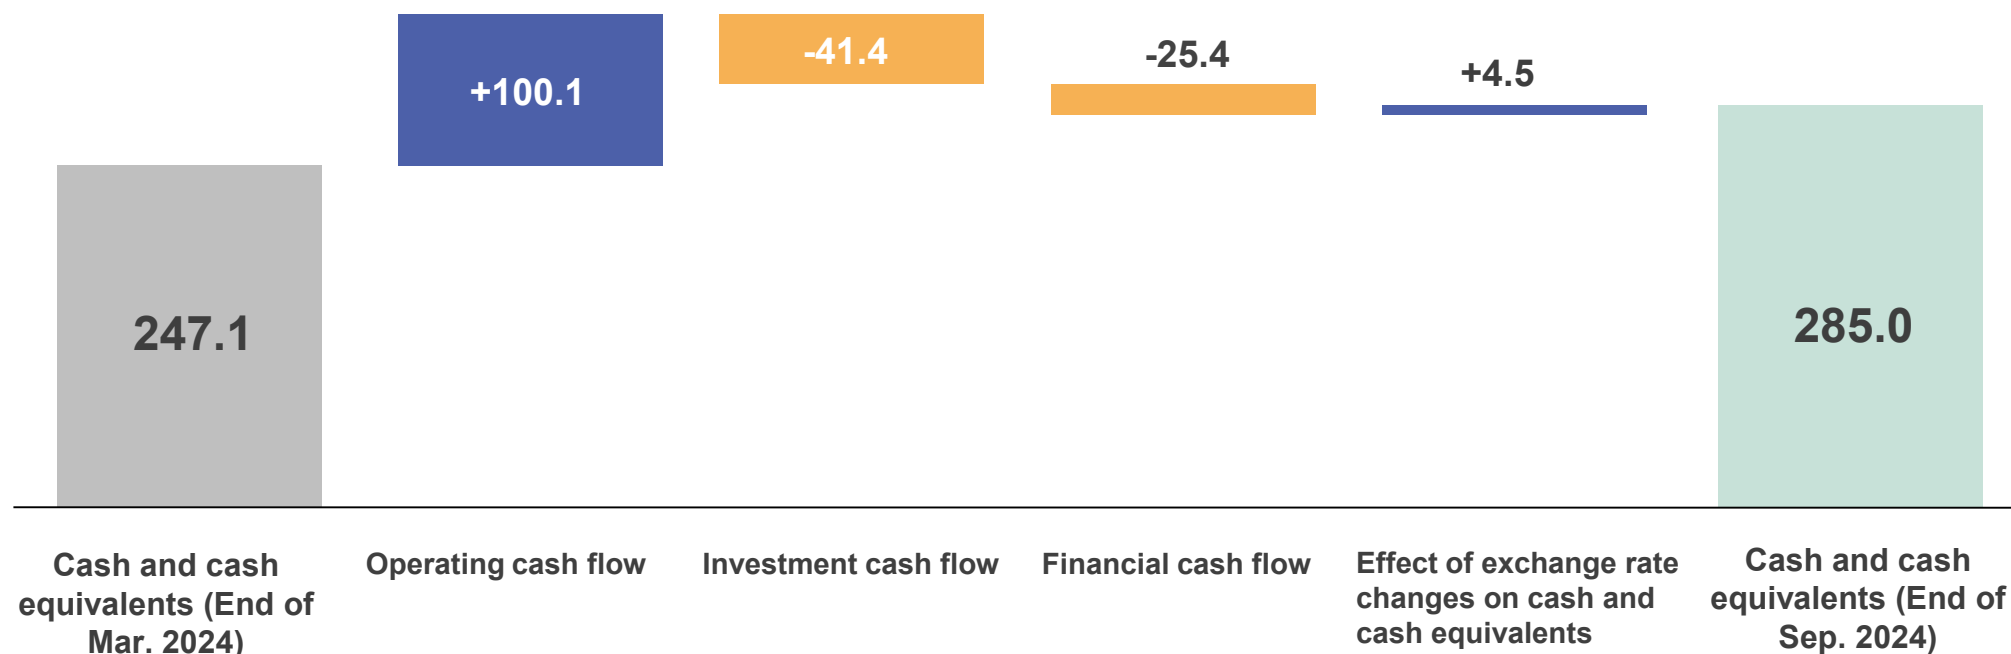 +100.1
-41.4
-25.4
+4.5
247.1
285.0
Cash and cash
equivalents (End of
Mar. 2024)
Operating cash flow
Investment cash flow
Financial cash flow
Effect of exchange rate
changes on cash and
cash equivalents
Cash and cash
equivalents (End of
Sep. 2024)